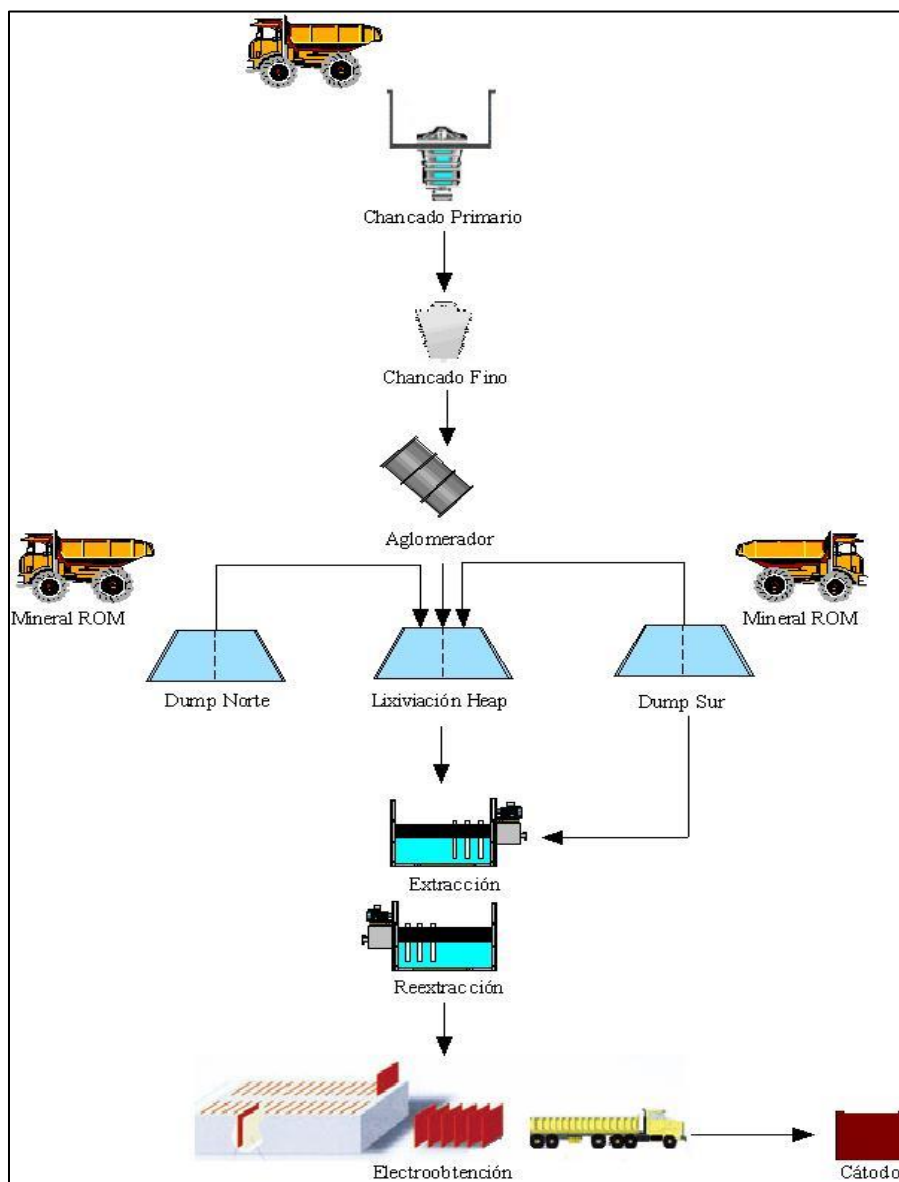 Chancado Primario
Chancado Fino
Aglomerador
Mineral ROM
Mineral ROM
Dump Norte
Lixiviación Heap
Dump Sur
Extracción
Reextracción
Electroobtención
Cátodo